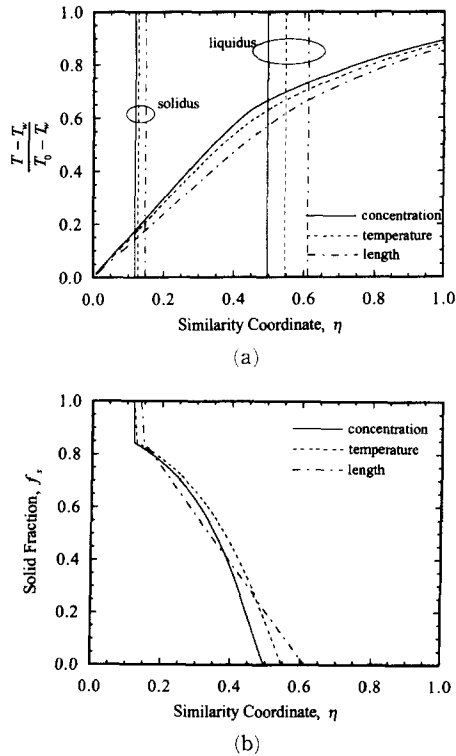 1.0
0.8
0.6
0.4
0.2
0.0
T − T_w
T_0 − T_w
liquidus
solidus
concentration
temperature
length
0.0 0.2 0.4 0.6 0.8 1.0
Similarity Coordinate, η
(a)
1.0
0.8
0.6
0.4
0.2
0.0
Solid Fraction, f_s
concentration
temperature
length
0.0 0.2 0.4 0.6 0.8 1.0
Similarity Coordinate, η
(b)